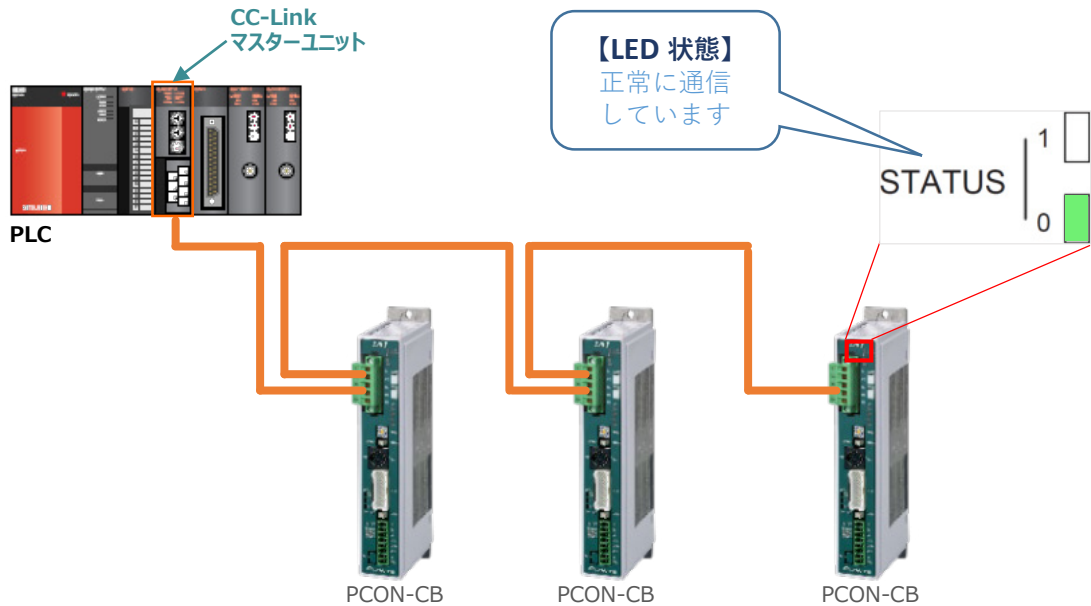 CC-Link
マスターユニット
【LED 状態】
正常に通信
しています
STATUS
1
0
PLC
PCON-CB
PCON-CB
PCON-CB